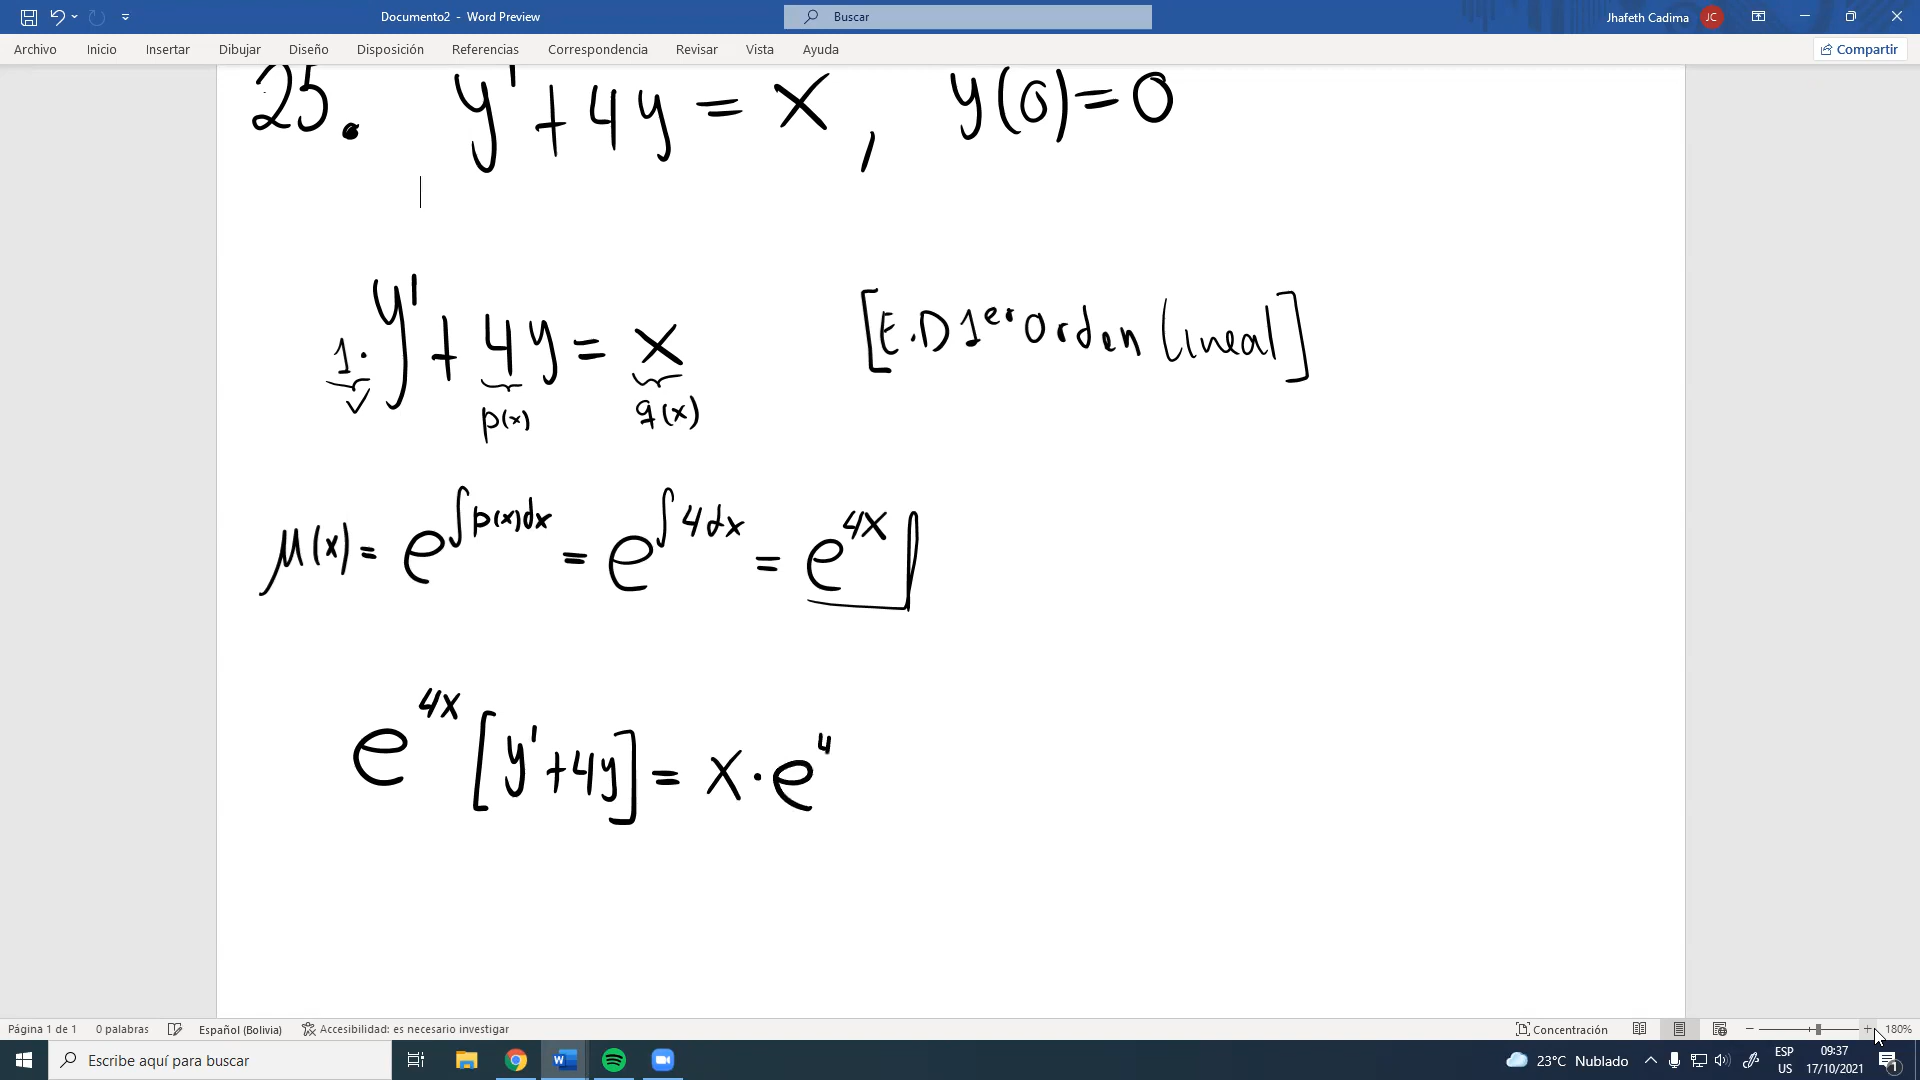 Documento2 - Word Preview
Buscar
Jhafeth Cadima JC
Archivo Inicio Insertar Dibujar Diseño Disposición Referencias Correspondencia Revisar Vista Ayuda Compartir
25. y' + 4y = x , y(0) = 0
1· y' + 4y = x [E.D 1er Orden Lineal]
p(x) q(x)
μ(x) = e^∫p(x)dx = e^∫4dx = e^4x
e^4x [y' + 4y] = x · e^4
Página 1 de 1 0 palabras Español (Bolivia) Accesibilidad: es necesario investigar Concentración 180%
Escribe aquí para buscar 23°C Nublado ESP 09:37
US 17/10/2021 1